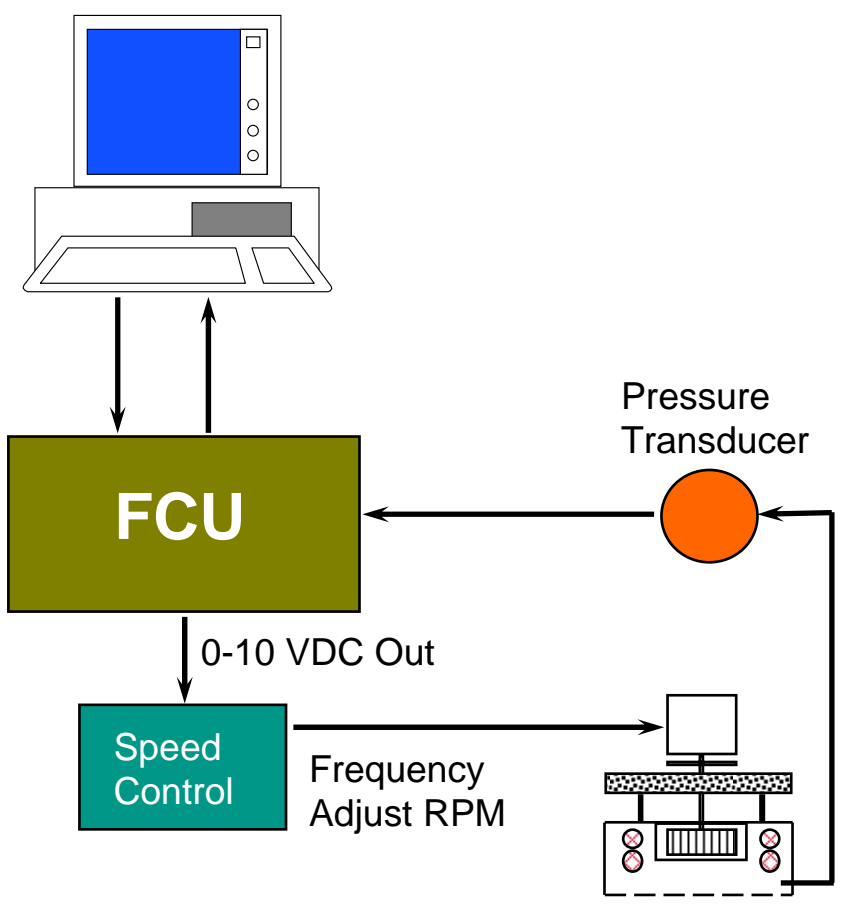 Pressure
Transducer
FCU
0-10 VDC Out
Speed
Control
Frequency
Adjust RPM